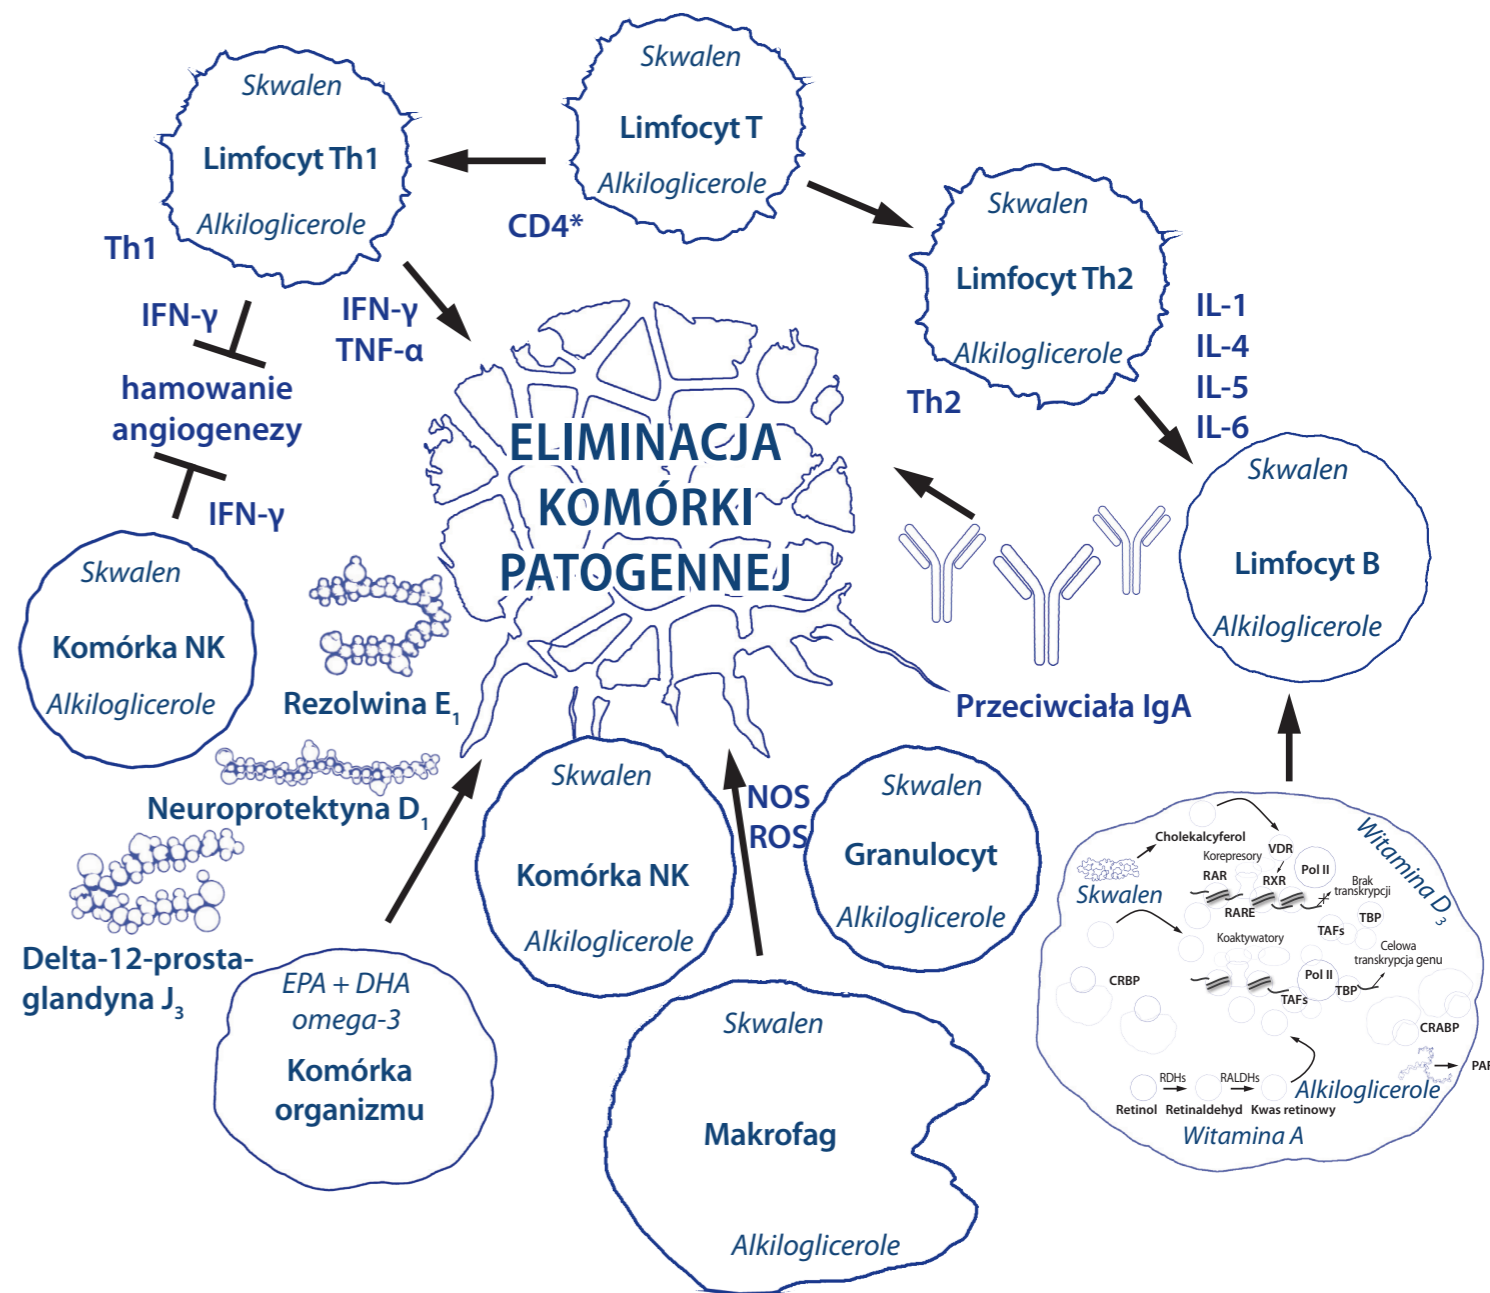 Skwalen
Limfocyt T
Alkiloglicerole
CD4*
Skwalen
Limfocyt Th1
Alkiloglicerole
Th1
IFN-γ
IFN-γ
TNF-α
hamowanie
angiogenezy
IFN-γ
Skwalen
Limfocyt Th2
Alkiloglicerole
Th2
IL-1
IL-4
IL-5
IL-6
ELIMINACJA
KOMÓRKI
PATOGENNEJ
Skwalen
Limfocyt B
Alkiloglicerole
Przeciwciała IgA
Skwalen
Komórka NK
Alkiloglicerole
Rezolwina E1
Neuroprotektyna D1
Delta-12-prosta-
glandyna J3
EPA + DHA
omega-3
Komórka
organizmu
Skwalen
Komórka NK
Alkiloglicerole
NOS
ROS
Skwalen
Granulocyt
Alkiloglicerole
Skwalen
Makrofag
Alkiloglicerole
Witamina D3
Cholekalcyferol
Skwalen
VDR
Korepresory
RAR
RXR
Pol II
RARE
Brak
transkrypcji
TBP
TAFs
Koaktywatory
Celowa
transkrypcja genu
Pol II
TBP
TAFs
CRBP
CRABP
PAF
RDHs
RALDHs
Alkiloglicerole
Retinol
Retinaldehyd
Kwas retinowy
Witamina A